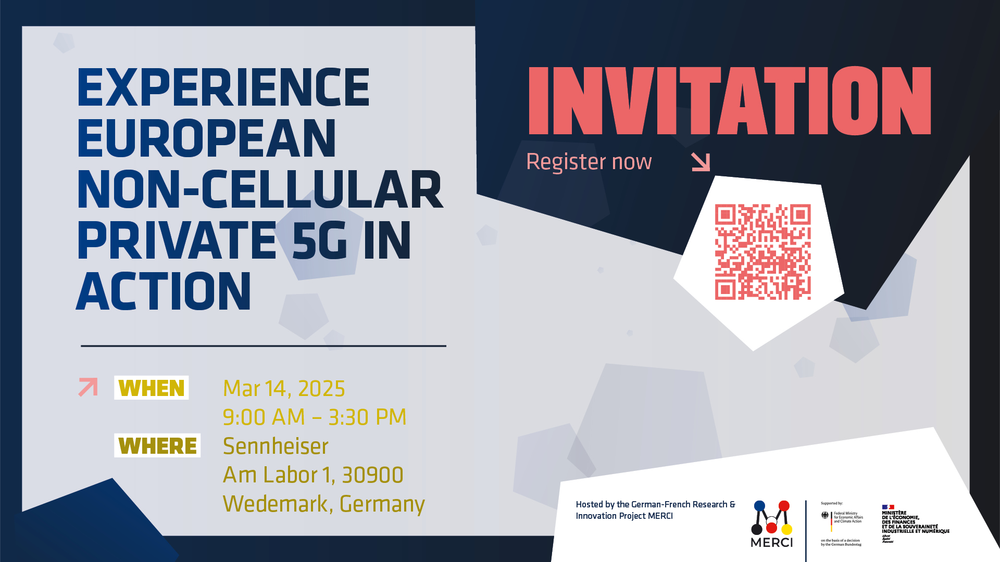 EXPERIENCE
EUROPEAN
NON-CELLULAR
PRIVATE 5G IN
ACTION
WHEN
Mar 14, 2025
9:00 AM – 3:30 PM
WHERE
Sennheiser
Am Labor 1, 30900
Wedemark, Germany
INVITATION
Register now
Hosted by the German-French Research &
Innovation Project MERCI
MERCI
Supported by:
Federal Ministry
for Economic Affairs
and Climate Action
on the basis of a decision
by the German Bundestag
MINISTÈRE
DE L'ÉCONOMIE,
DES FINANCES
ET DE LA SOUVERAINETÉ
INDUSTRIELLE ET NUMÉRIQUE
Liberté
Égalité
Fraternité